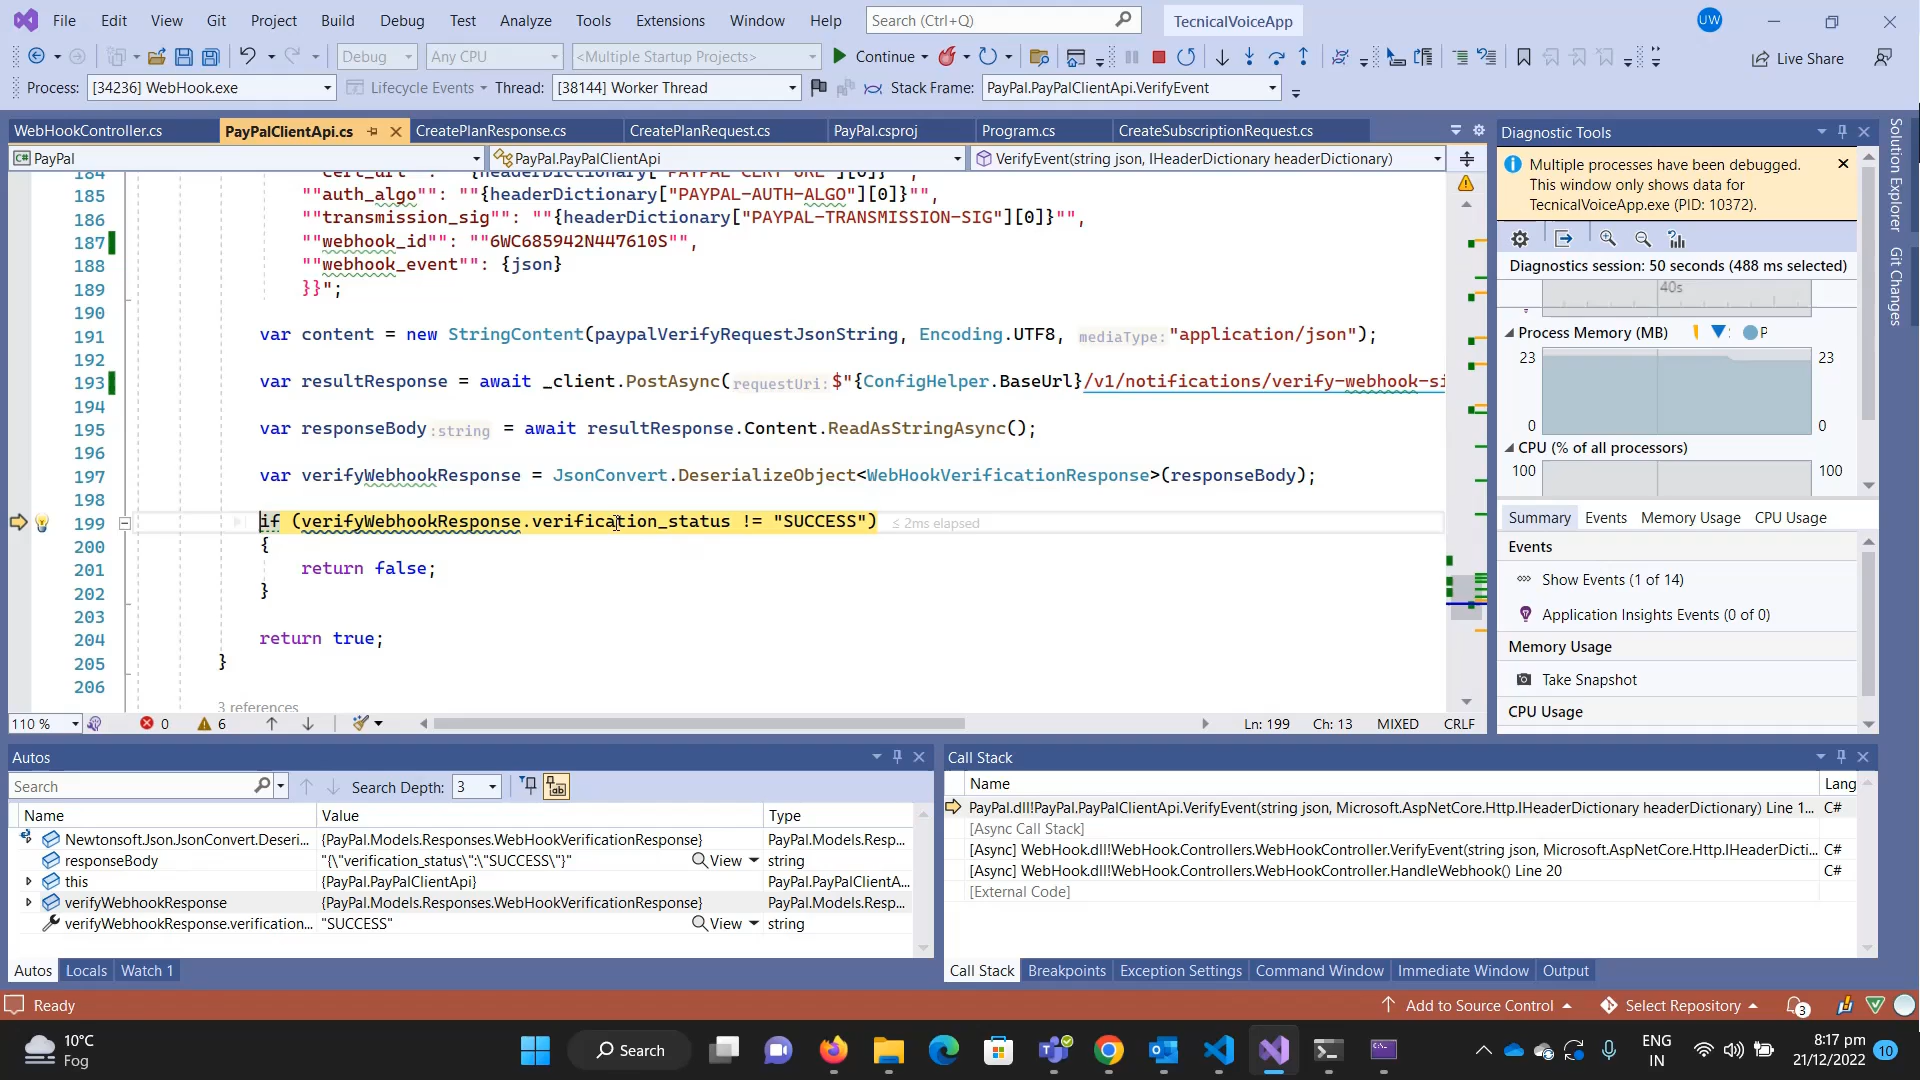 File Edit View Git Project Build Debug Test Analyze Tools Extensions Window Help Search (Ctrl+Q) TecnicalVoiceApp UW
Debug Any CPU <Multiple Startup Projects> Continue Live Share
Process: [34236] WebHook.exe Lifecycle Events Thread: [38144] Worker Thread Stack Frame: PayPal.PayPalClientApi.VerifyEvent
WebHookController.cs PayPalClientApi.cs CreatePlanResponse.cs CreatePlanRequest.cs PayPal.csproj Program.cs CreateSubscriptionRequest.cs
PayPal PayPal.PayPalClientApi VerifyEvent(string json, IHeaderDictionary headerDictionary)
184 ""cert_url"": ""{headerDictionary["PAYPAL-CERT-URL"][0]}"",
185 ""auth_algo"": ""{headerDictionary["PAYPAL-AUTH-ALGO"][0]}"",
186 ""transmission_sig"": ""{headerDictionary["PAYPAL-TRANSMISSION-SIG"][0]}"",
187 ""webhook_id"": ""6WC685942N447610S"",
188 ""webhook_event"": {json}
189 }}";
190
191 var content = new StringContent(paypalVerifyRequestJsonString, Encoding.UTF8, mediaType: "application/json");
192
193 var resultResponse = await _client.PostAsync(requestUri: $"{ConfigHelper.BaseUrl}/v1/notifications/verify-webhook-si
194
195 var responseBody:string = await resultResponse.Content.ReadAsStringAsync();
196
197 var verifyWebhookResponse = JsonConvert.DeserializeObject<WebHookVerificationResponse>(responseBody);
198
199 if (verifyWebhookResponse.verification_status != "SUCCESS") ≤ 2ms elapsed
200 {
201 return false;
202 }
203
204 return true;
205 }
206
3 references
110 % 0 6 Ln: 199 Ch: 13 MIXED CRLF
Diagnostic Tools
Multiple processes have been debugged.
This window only shows data for
TecnicalVoiceApp.exe (PID: 10372).
Diagnostics session: 50 seconds (488 ms selected)
40s
Process Memory (MB) P
23 23
0 0
CPU (% of all processors)
100 100
Summary Events Memory Usage CPU Usage
Events
Show Events (1 of 14)
Application Insights Events (0 of 0)
Memory Usage
Take Snapshot
CPU Usage
Solution Explorer
Git Changes
Autos
Search Search Depth: 3
Name Value Type
Newtonsoft.Json.JsonConvert.Deseri... {PayPal.Models.Responses.WebHookVerificationResponse} PayPal.Models.Resp...
responseBody "{\"verification_status\":\"SUCCESS\"}" View string
this {PayPal.PayPalClientApi} PayPal.PayPalClientA...
verifyWebhookResponse {PayPal.Models.Responses.WebHookVerificationResponse} PayPal.Models.Resp...
verifyWebhookResponse.verification... "SUCCESS" View string
Autos Locals Watch 1
Call Stack
Name Lang
PayPal.dll!PayPal.PayPalClientApi.VerifyEvent(string json, Microsoft.AspNetCore.Http.IHeaderDictionary headerDictionary) Line 1... C#
[Async Call Stack]
[Async] WebHook.dll!WebHook.Controllers.WebHookController.VerifyEvent(string json, Microsoft.AspNetCore.Http.IHeaderDicti... C#
[Async] WebHook.dll!WebHook.Controllers.WebHookController.HandleWebhook() Line 20 C#
[External Code]
Call Stack Breakpoints Exception Settings Command Window Immediate Window Output
Ready Add to Source Control Select Repository 3
10°C
Fog
Search
ENG
IN
8:17 pm
21/12/2022
10